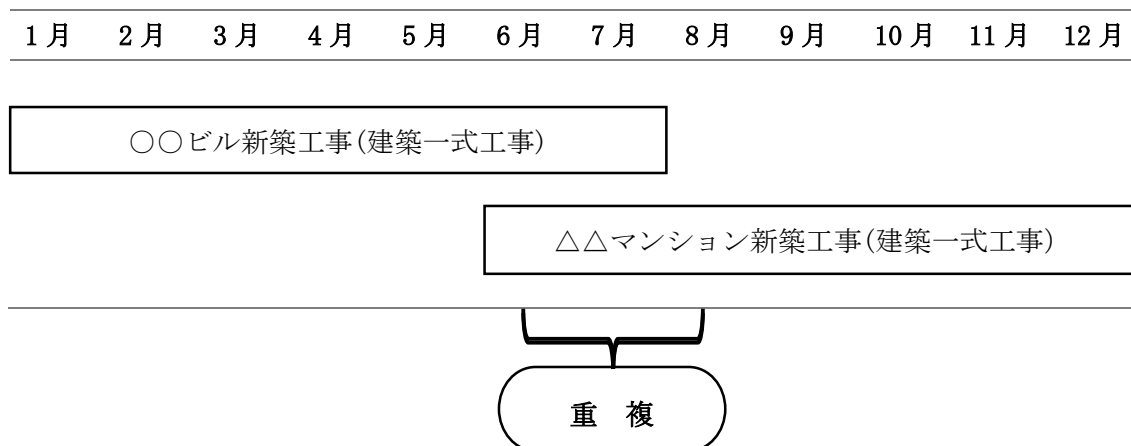 1月 2月 3月 4月 5月 6月 7月 8月 9月 10月 11月 12月
○○ビル新築工事(建築一式工事)
△△マンション新築工事(建築一式工事)
重 複